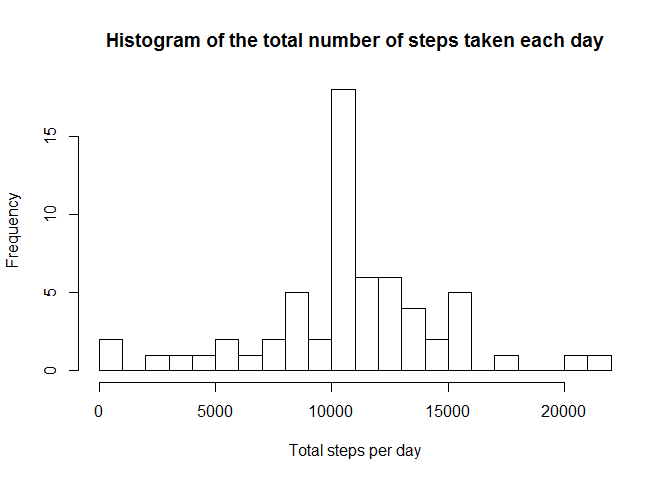 Histogram of the total number of steps taken each day
Frequency
15
10
5
0
0 5000 10000 15000 20000
Total steps per day